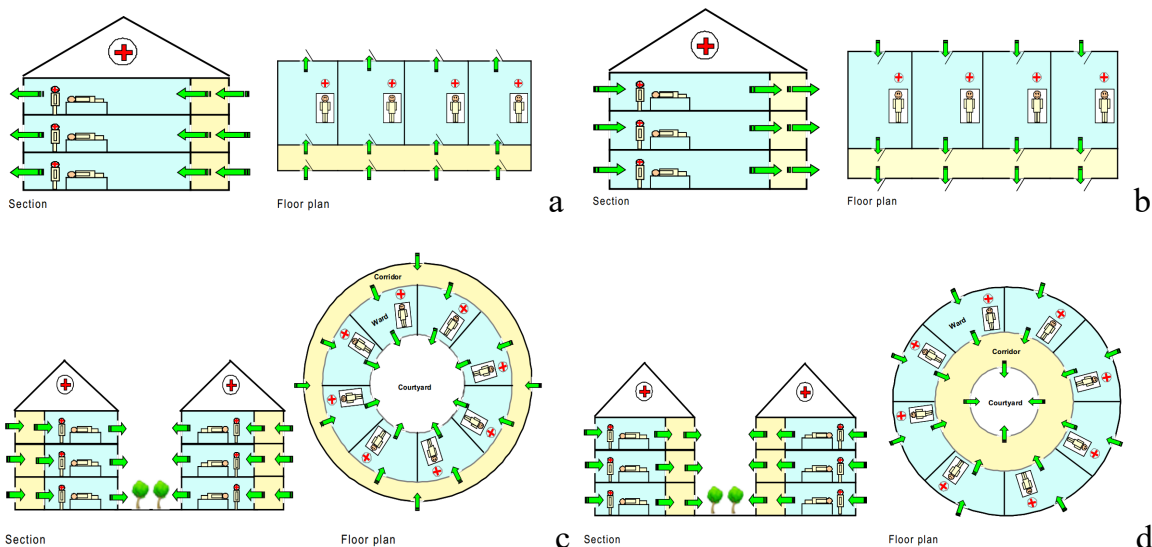 Section
Floor plan
a
Section
Floor plan
b
Corridor
Ward
Courtyard
Section
Floor plan
c
Ward
Corridor
Courtyard
Section
Floor plan
d